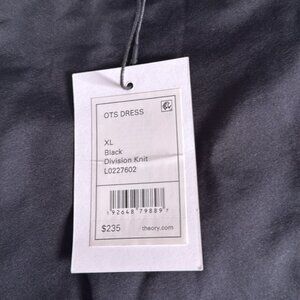 OTS DRESS
XL
Black
Division Knit
L0227602
192648 79889
$235
theory.com